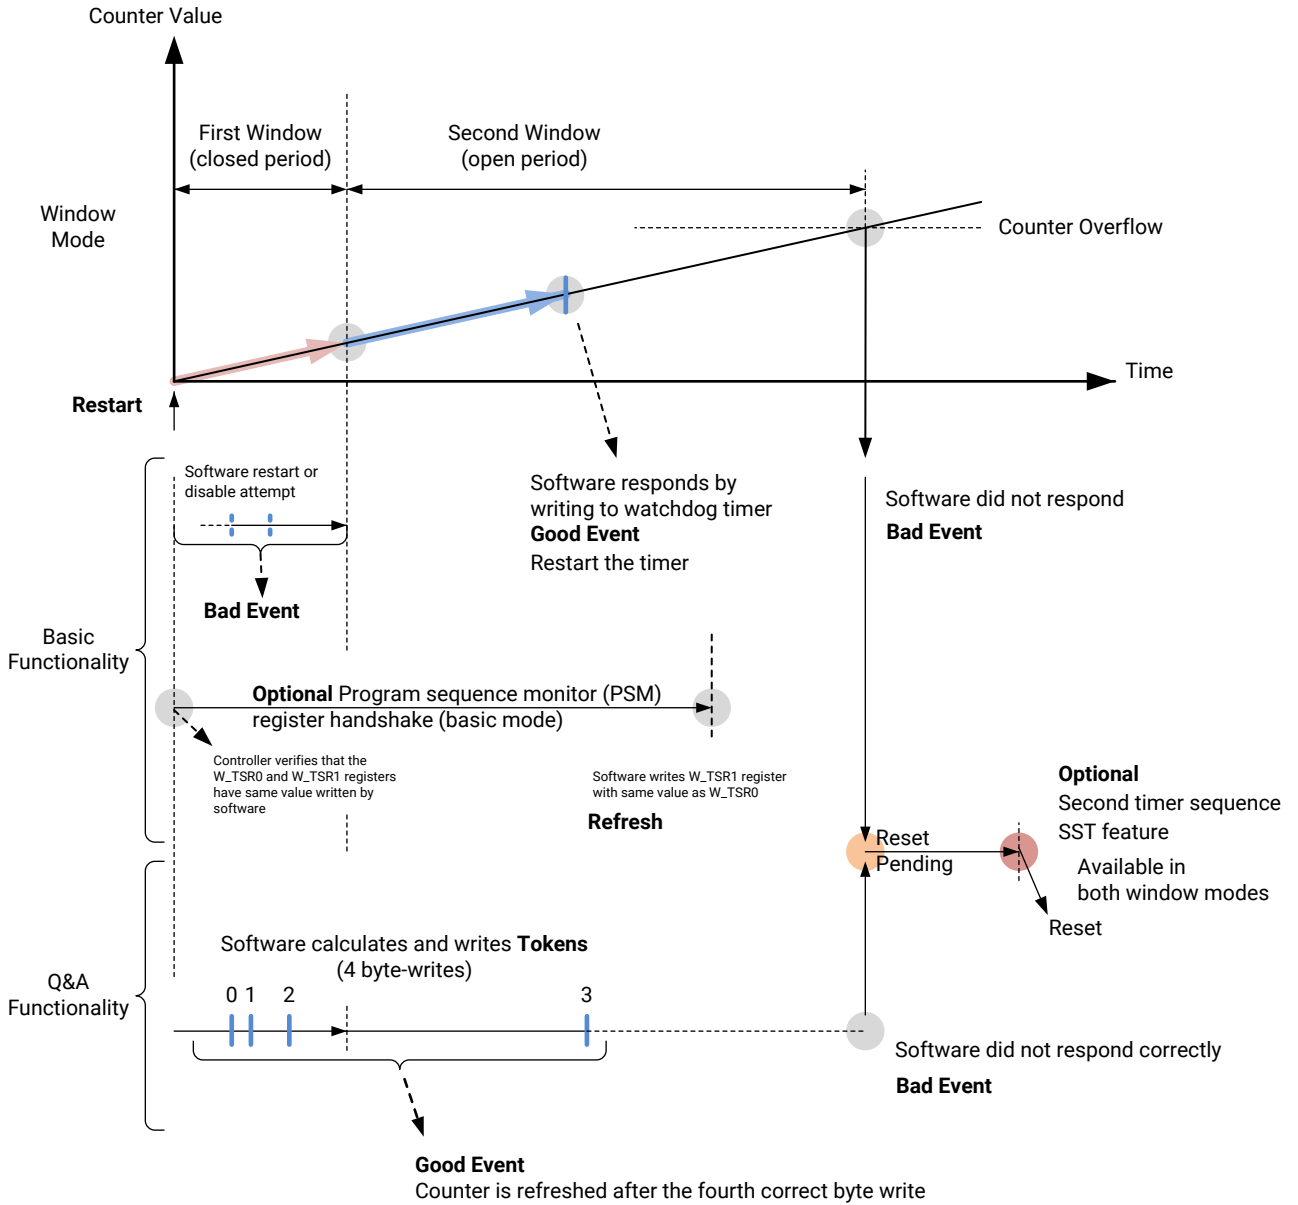 Counter Value
First Window
(closed period)
Second Window
(open period)
Window
Mode
Counter Overflow
Time
Restart
Software restart or
disable attempt
Bad Event
Software responds by
writing to watchdog timer
Good Event
Restart the timer
Software did not respond
Bad Event
Basic
Functionality
Optional Program sequence monitor (PSM)
register handshake (basic mode)
Controller verifies that the
W_TSR0 and W_TSR1 registers
have same value written by
software
Software writes W_TSR1 register
with same value as W_TSR0
Refresh
Reset
Pending
Optional
Second timer sequence
SST feature
Available in
both window modes
Reset
Q&A
Functionality
Software calculates and writes Tokens
(4 byte-writes)
0 1 2 3
Software did not respond correctly
Bad Event
Good Event
Counter is refreshed after the fourth correct byte write